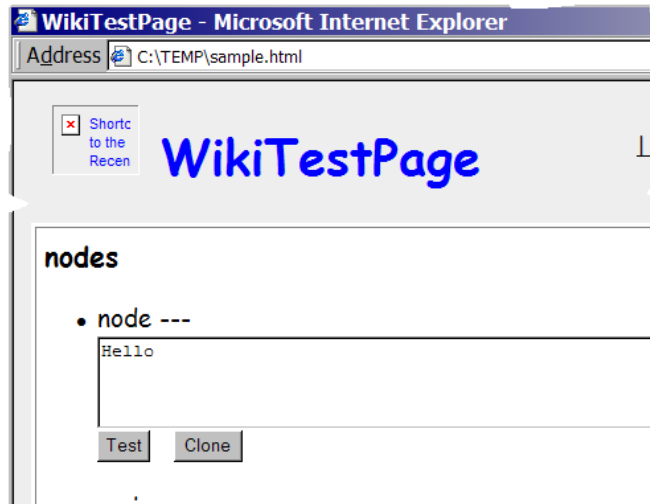 WikiTestPage - Microsoft Internet Explorer
Address C:\TEMP\sample.html
Shortc
to the
Recen
WikiTestPage
nodes
• node ---
Hello
Test Clone